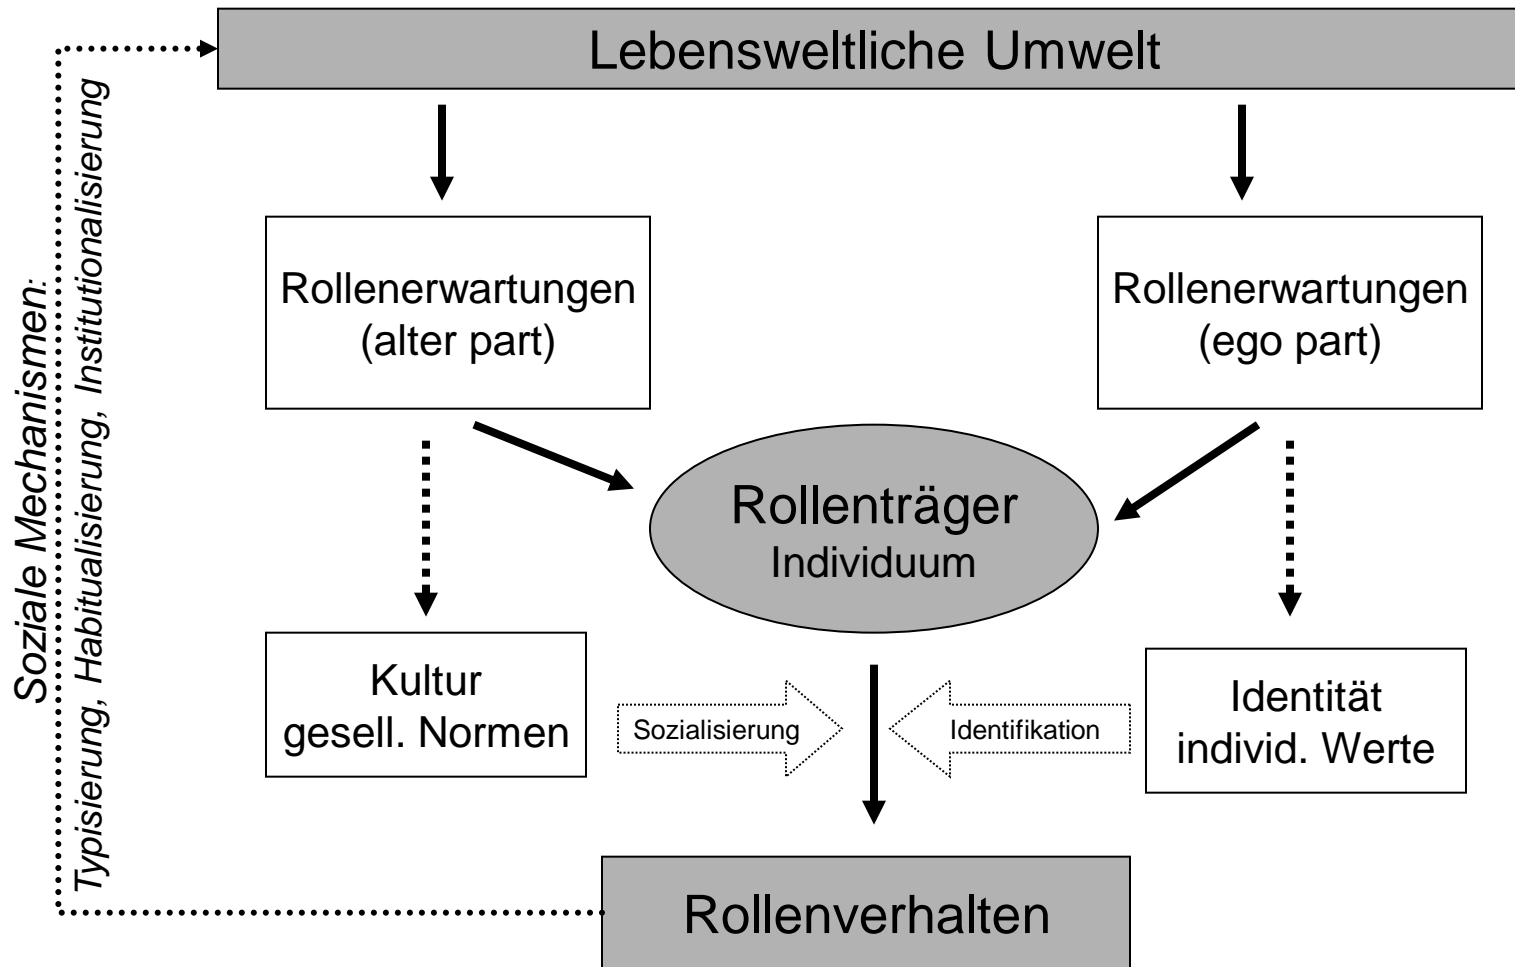 Lebensweltliche Umwelt
Soziale Mechanismen:
Typisierung, Habitualisierung, Institutionalisierung
Rollenerwartungen
(alter part)
Rollenerwartungen
(ego part)
Rollenträger
Individuum
Kultur
gesell. Normen
Sozialisierung
Identifikation
Identität
individ. Werte
Rollenverhalten